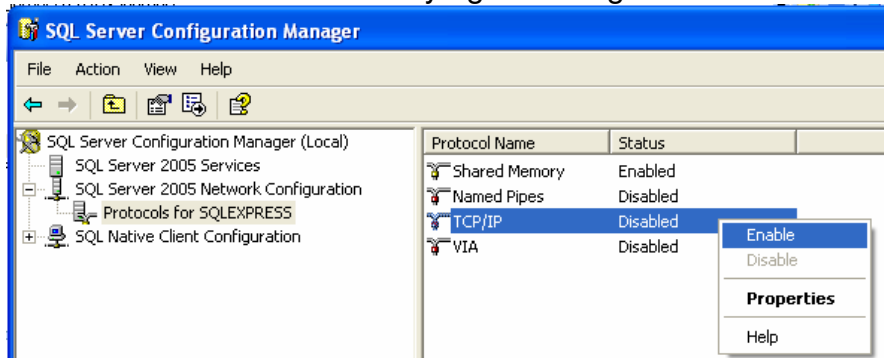 SQL Server Configuration Manager
File Action View Help
SQL Server Configuration Manager (Local)
SQL Server 2005 Services
SQL Server 2005 Network Configuration
Protocols for SQLEXPRESS
SQL Native Client Configuration
Protocol Name Status
Shared Memory Enabled
Named Pipes Disabled
TCP/IP Disabled
VIA Disabled
Enable
Disable
Properties
Help